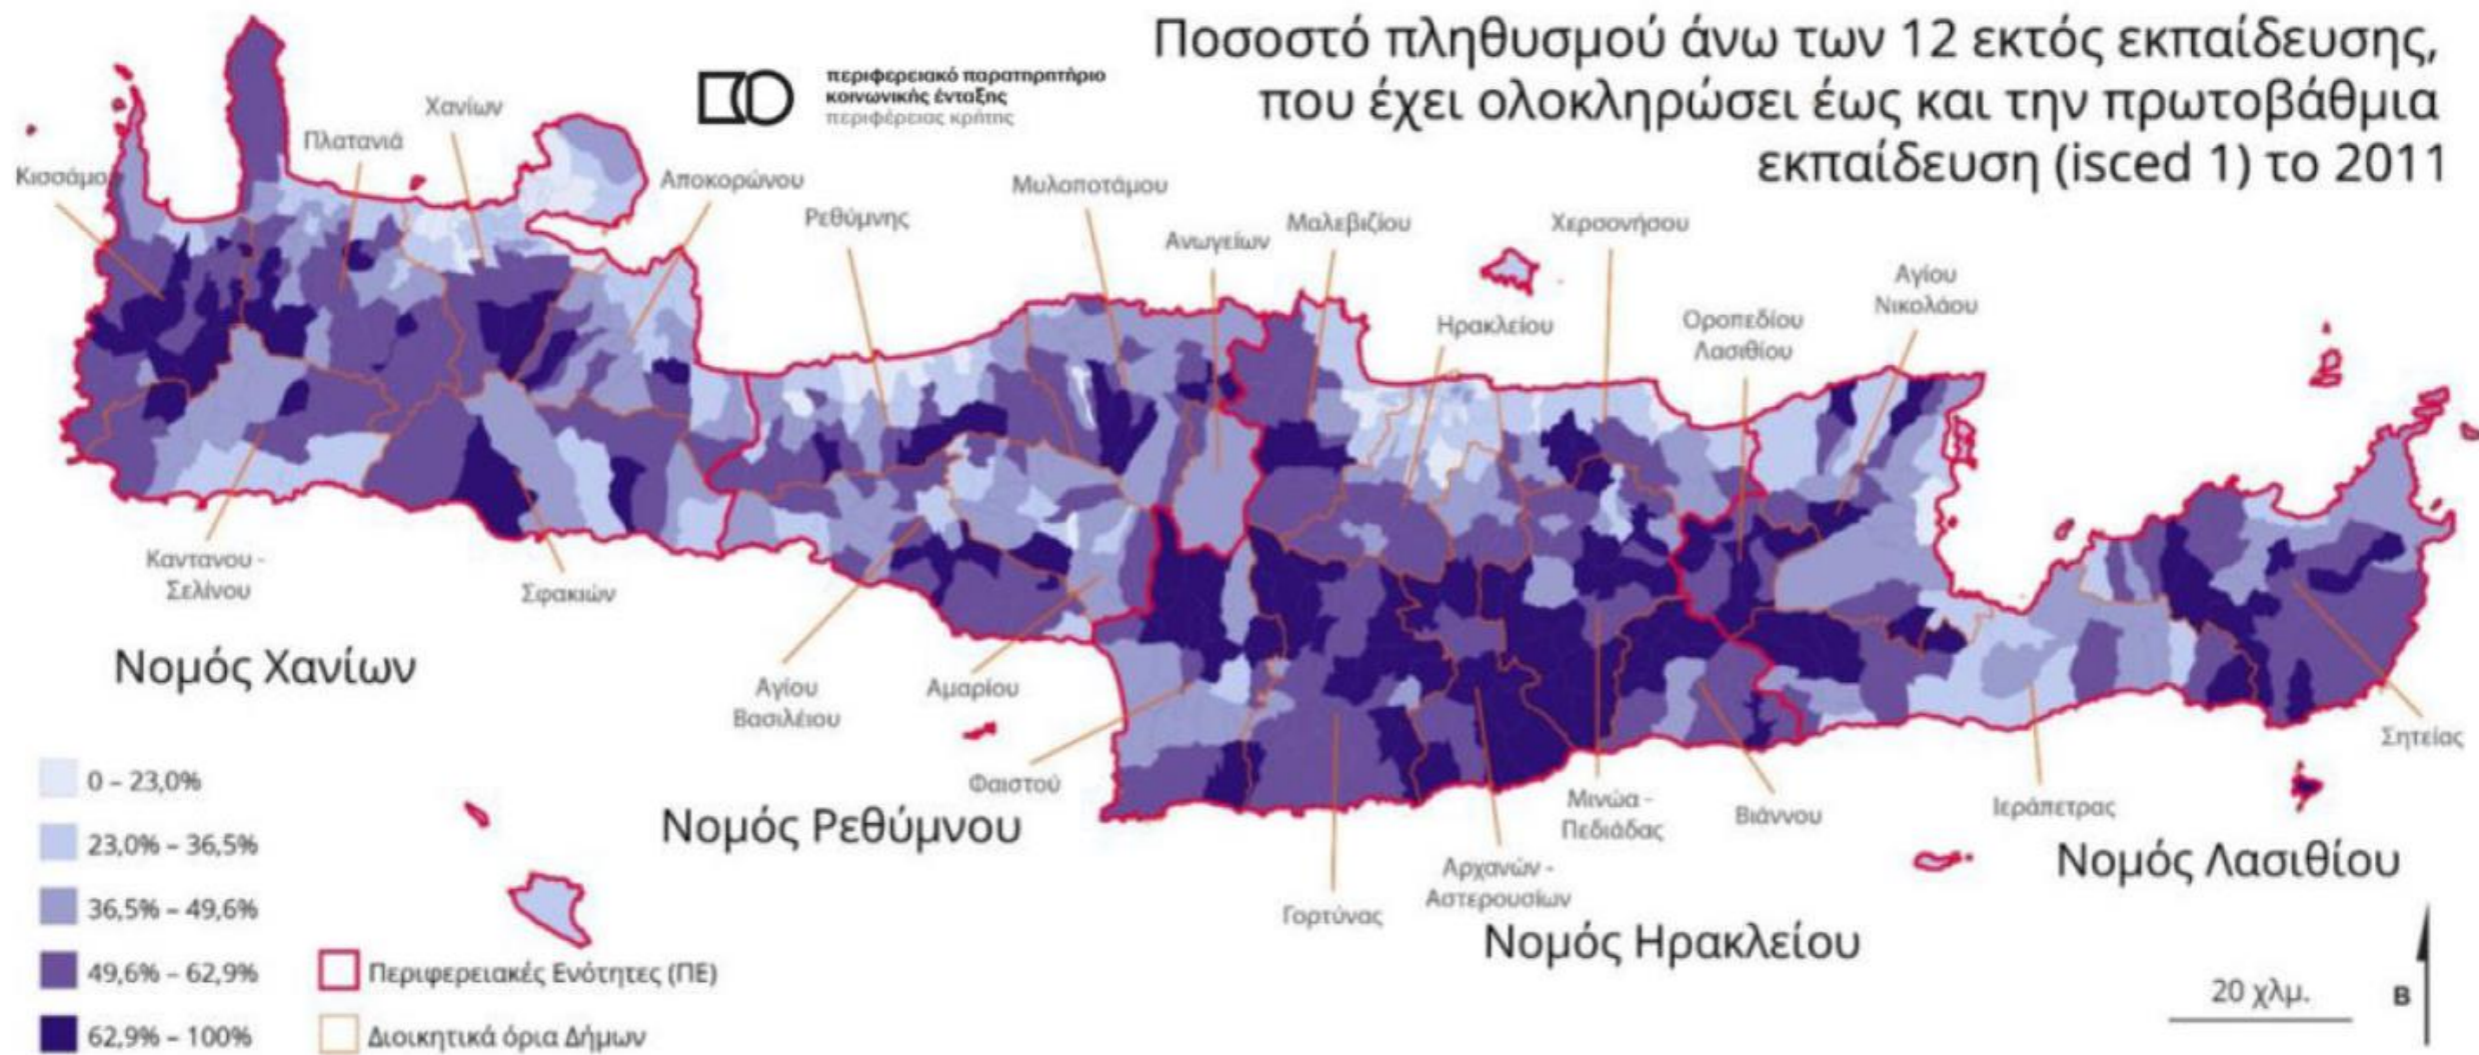 Ποσοστό πληθυσμού άνω των 12 εκτός εκπαίδευσης,
που έχει ολοκληρώσει έως και την πρωτοβάθμια
εκπαίδευση (isced 1) το 2011
περιφερειακό παρατηρητήριο
κοινωνικής ένταξης
περιφέρειας κρήτης
Κισσάμο
Πλατανιά
Χανίων
Αποκορώνου
Ρεθύμνης
Μυλοποτάμου
Ανωγείων
Μαλεβιζίου
Ηρακλείου
Χερσονήσου
Οροπεδίου
Λασιθίου
Αγίου
Νικολάου
Καντανου -
Σελίνου
Σφακιών
Αγίου
Βασιλείου
Αμαρίου
Φαιστού
Γορτύνας
Αρχανών -
Αστερουσίων
Μινώα -
Πεδιάδας
Βιάννου
Ιεράπετρας
Σητείας
Νομός Χανίων
Νομός Ρεθύμνου
Νομός Ηρακλείου
Νομός Λασιθίου
0 – 23,0%
23,0% – 36,5%
36,5% – 49,6%
49,6% – 62,9%
62,9% – 100%
Περιφερειακές Ενότητες (ΠΕ)
Διοικητικά όρια Δήμων
20 χλμ.
Β